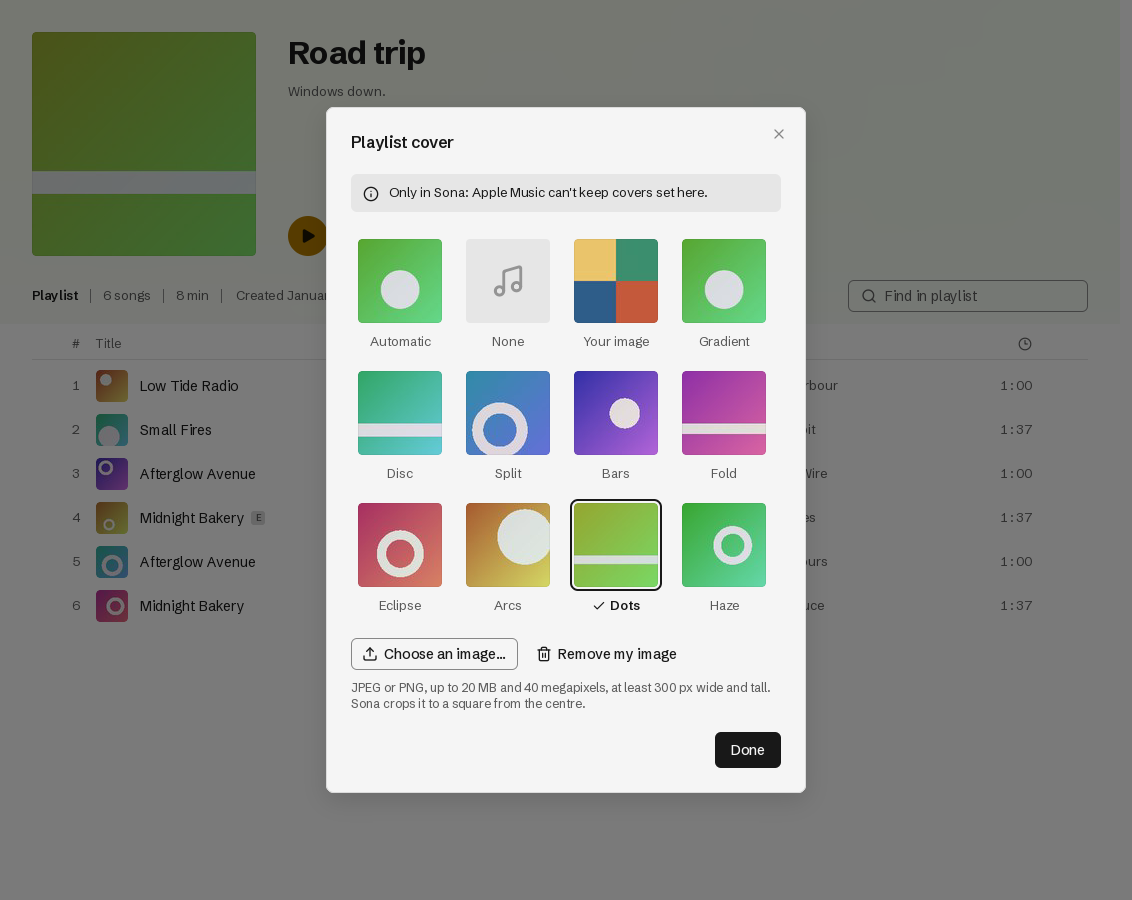 Road trip
Windows down.
Playlist cover
Only in Sona: Apple Music can't keep covers set here.
Automatic
None
Your image
Gradient
Playlist
6 songs
8 min
Created Januar
Find in playlist
# Title
Disc
Split
Bars
Fold
1 Low Tide Radio rbour 1:00
2 Small Fires 1:37
3 Afterglow Avenue Wire 1:00
4 Midnight Bakery E es 1:37
5 Afterglow Avenue ours 1:00
6 Midnight Bakery uce 1:37
Eclipse
Arcs
Dots
Haze
Choose an image...
Remove my image
JPEG or PNG, up to 20 MB and 40 megapixels, at least 300 px wide and tall.
Sona crops it to a square from the centre.
Done